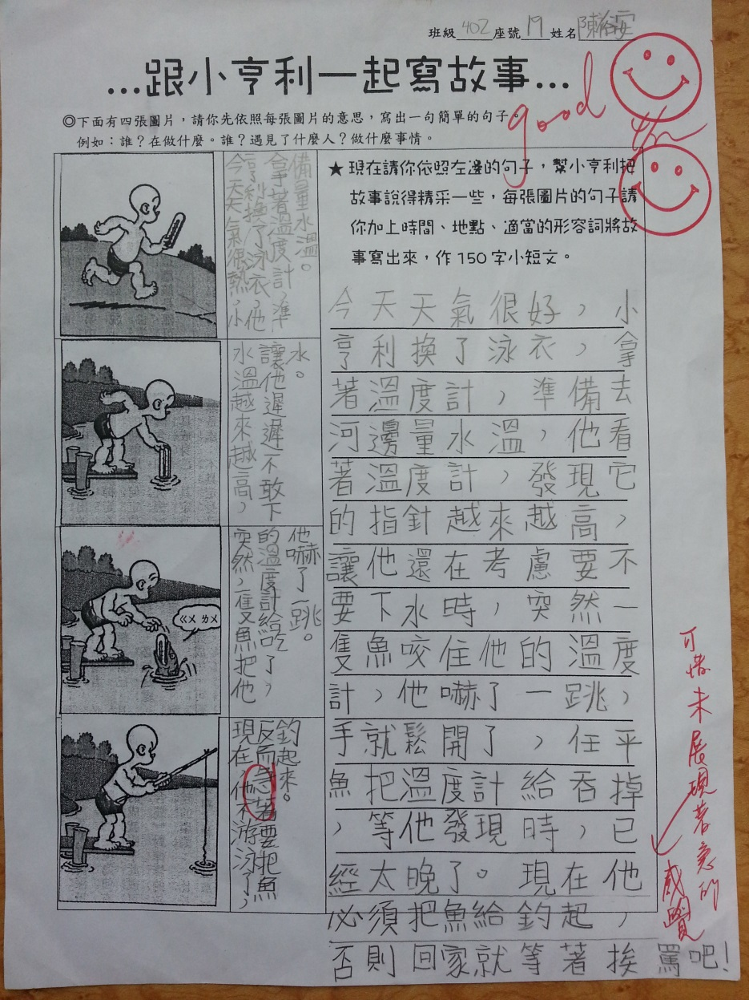 班級 402 座號 19 姓名 陳
...跟小亨利一起寫故事...
good
◎下面有四張圖片，請你先依照每張圖片的意思，寫出一句簡單的句子。
例如：誰？在做什麼。誰？遇見了什麼人？做什麼事情。
今天天氣很熱，小
亨利換了泳衣，他
拿著溫度計，準
備量水溫。
水溫越來越高，
讓他遲遲不敢下
水。
突然，一隻魚把他
的溫度計給吃了，
他嚇了一跳。
ㄍㄨ ㄌㄨ
現在，他不游泳了，
反而急著要把魚
釣起來。
★ 現在請你依照左邊的句子，幫小亨利把
故事說得精采一些，每張圖片的句子請
你加上時間、地點、適當的形容詞將故
事寫出來，作 150 字小短文。
今天天氣很好，小
亨利換了泳衣，拿
著溫度計，準備去
河邊量水溫，他看
著溫度計，發現它
的指針越來越高，
讓他還在考慮要不
要下水時，突然一
隻魚咬住他的溫度
計，他嚇了一跳，
手就鬆開了，任平
魚把溫度計給吞掉
，等他發現時，已
經太晚了。現在他
必須把魚給釣起，
否則回家就等著挨罵吧！
可惜未展現著急的
感覺